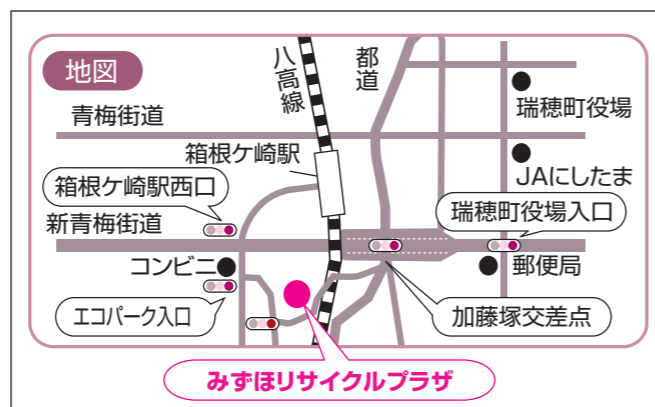 地図
八高線
都道
瑞穂町役場
青梅街道
箱根ケ崎駅
JAにしたま
箱根ケ崎駅西口
瑞穂町役場入口
新青梅街道
コンビニ
郵便局
エコパーク入口
加藤塚交差点
みずほリサイクルプラザ